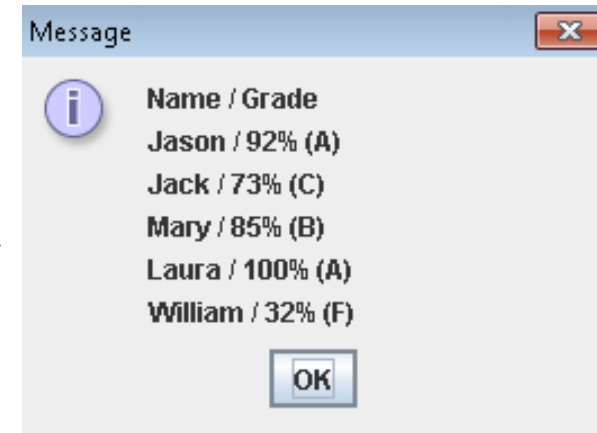 Message
Name / Grade
Jason / 92% (A)
Jack / 73% (C)
Mary / 85% (B)
Laura / 100% (A)
William / 32% (F)
OK